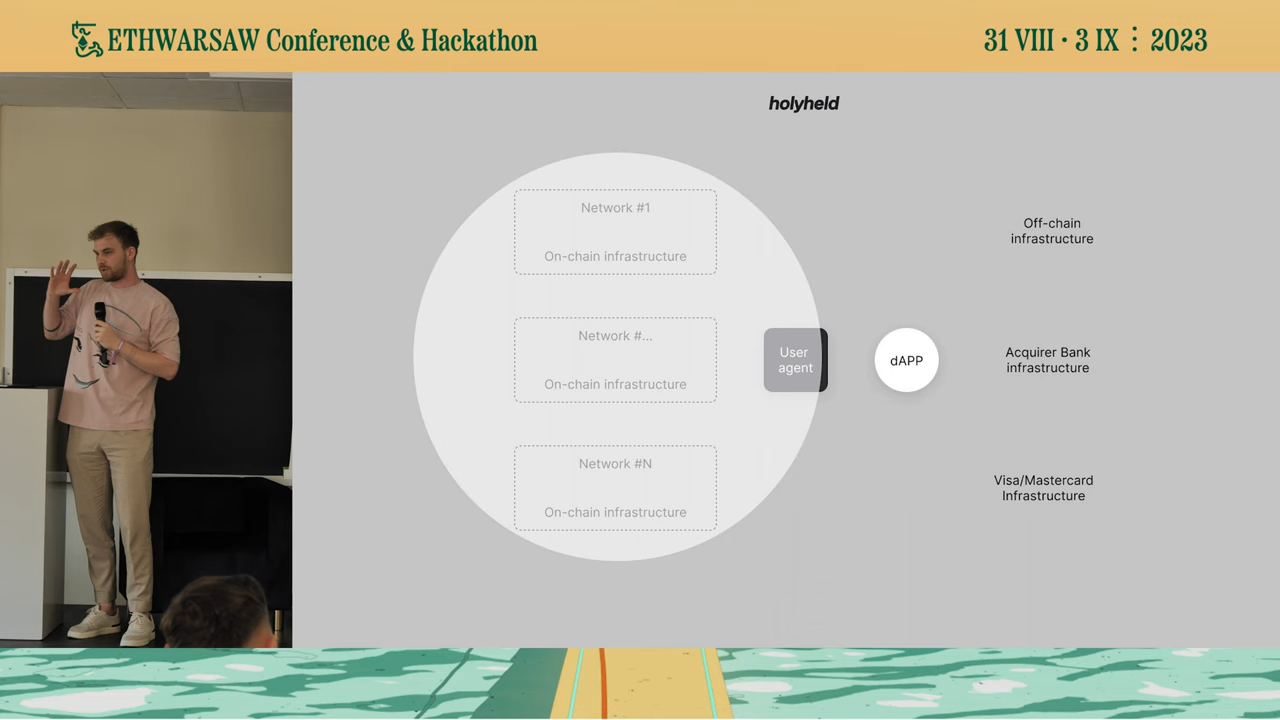 ETHWARSAW Conference & Hackathon
31 VIII · 3 IX ⋮ 2023
holyheld
Network #1
On-chain infrastructure
Network #...
On-chain infrastructure
Network #N
On-chain infrastructure
User
agent
dAPP
Off-chain
infrastructure
Acquirer Bank
infrastructure
Visa/Mastercard
Infrastructure